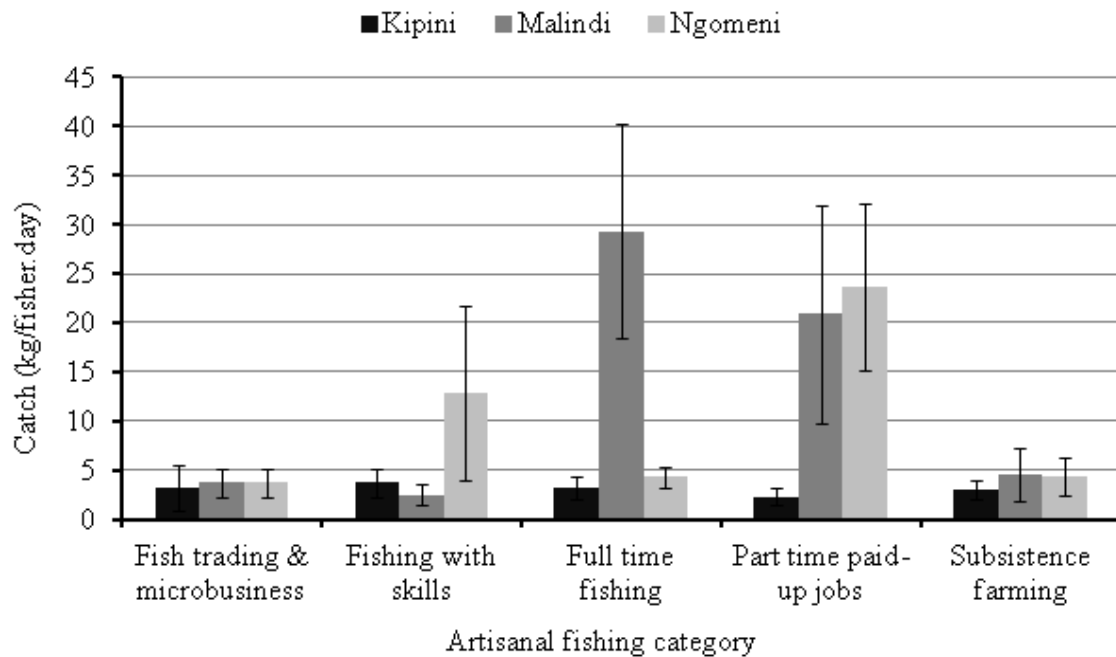 Kipini Malindi Ngomeni
45
40
35
30
25
20
15
10
5
0
Catch (kg/fisher.day)
Fish trading & microbusiness
Fishing with skills
Full time fishing
Part time paid-up jobs
Subsistence farming
Artisanal fishing category